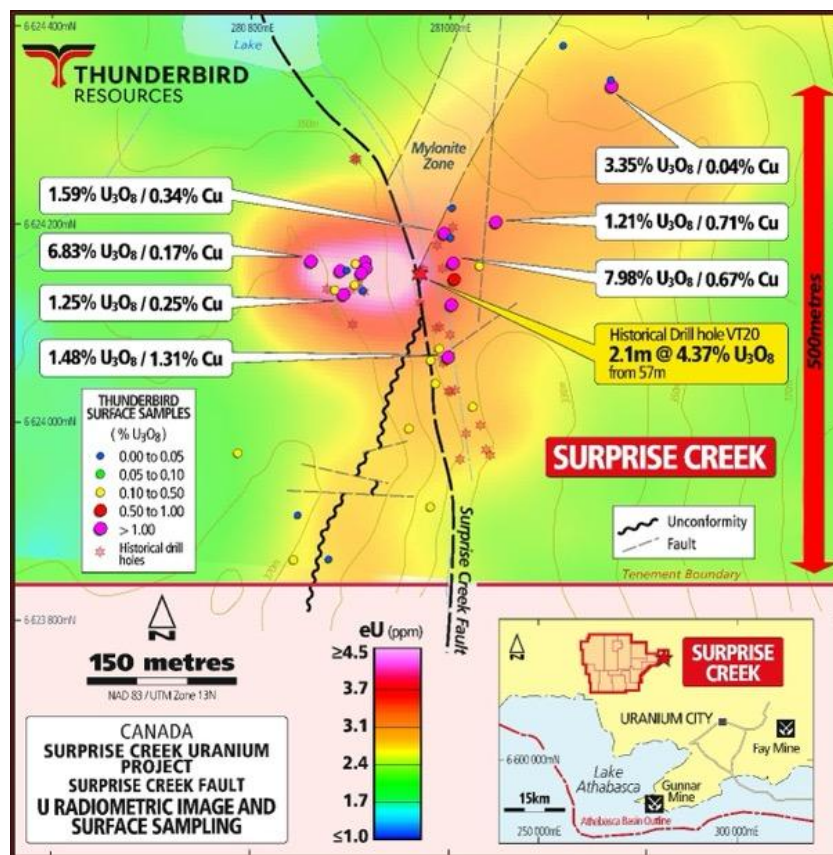 6 624 400mN
280 800mE
281 000mE
Lake
THUNDERBIRD
RESOURCES
350m
Mylonite
Zone
3.35% U₃O₈ / 0.04% Cu
1.59% U₃O₈ / 0.34% Cu
6 624 200mN
1.21% U₃O₈ / 0.71% Cu
6.83% U₃O₈ / 0.17% Cu
7.98% U₃O₈ / 0.67% Cu
1.25% U₃O₈ / 0.25% Cu
Historical Drill hole VT20
2.1m @ 4.37% U₃O₈
from 57m
1.48% U₃O₈ / 1.31% Cu
500metres
330m
350m
THUNDERBIRD
SURFACE SAMPLES
( % U₃O₈ )
0.00 to 0.05
0.05 to 0.10
0.10 to 0.50
0.50 to 1.00
> 1.00
Historical drill
holes
6 624 000mN
SURPRISE CREEK
Unconformity
Fault
370m
Surprise Creek Fault
Tenement Boundary
6 623 800mN
N
150 metres
NAD 83 / UTM Zone 13N
CANADA
SURPRISE CREEK URANIUM
PROJECT
SURPRISE CREEK FAULT
U RADIOMETRIC IMAGE AND
SURFACE SAMPLING
eU (ppm)
≥4.5
3.7
3.1
2.4
1.7
≤1.0
N
SURPRISE
CREEK
URANIUM CITY
Fay Mine
6 600 000mN
Lake
Athabasca
Gunnar
Mine
15km
Athabasca Basin Outline
250 000mE
300 000mE